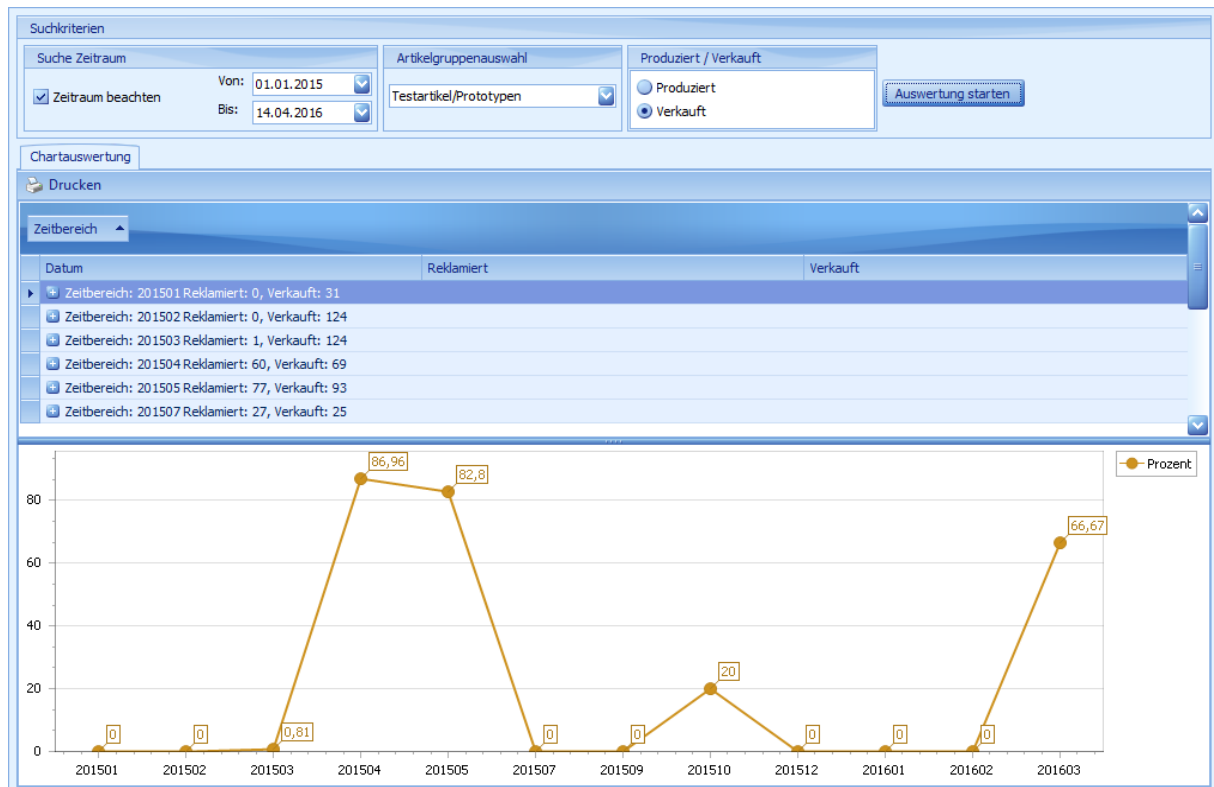 Suchkriterien
Suche Zeitraum
Zeitraum beachten
Von: 01.01.2015
Bis: 14.04.2016
Artikelgruppenauswahl
Testartikel/Prototypen
Produziert / Verkauft
Produziert
Verkauft
Auswertung starten
Chartauswertung
Drucken
Zeitbereich
Datum Reklamiert Verkauft
Zeitbereich: 201501 Reklamiert: 0, Verkauft: 31
Zeitbereich: 201502 Reklamiert: 0, Verkauft: 124
Zeitbereich: 201503 Reklamiert: 1, Verkauft: 124
Zeitbereich: 201504 Reklamiert: 60, Verkauft: 69
Zeitbereich: 201505 Reklamiert: 77, Verkauft: 93
Zeitbereich: 201507 Reklamiert: 27, Verkauft: 25
Prozent
86,96
82,8
80
66,67
60
40
20
20
0 0 0,81 0 0 0 0 0
0
201501 201502 201503 201504 201505 201507 201509 201510 201512 201601 201602 201603